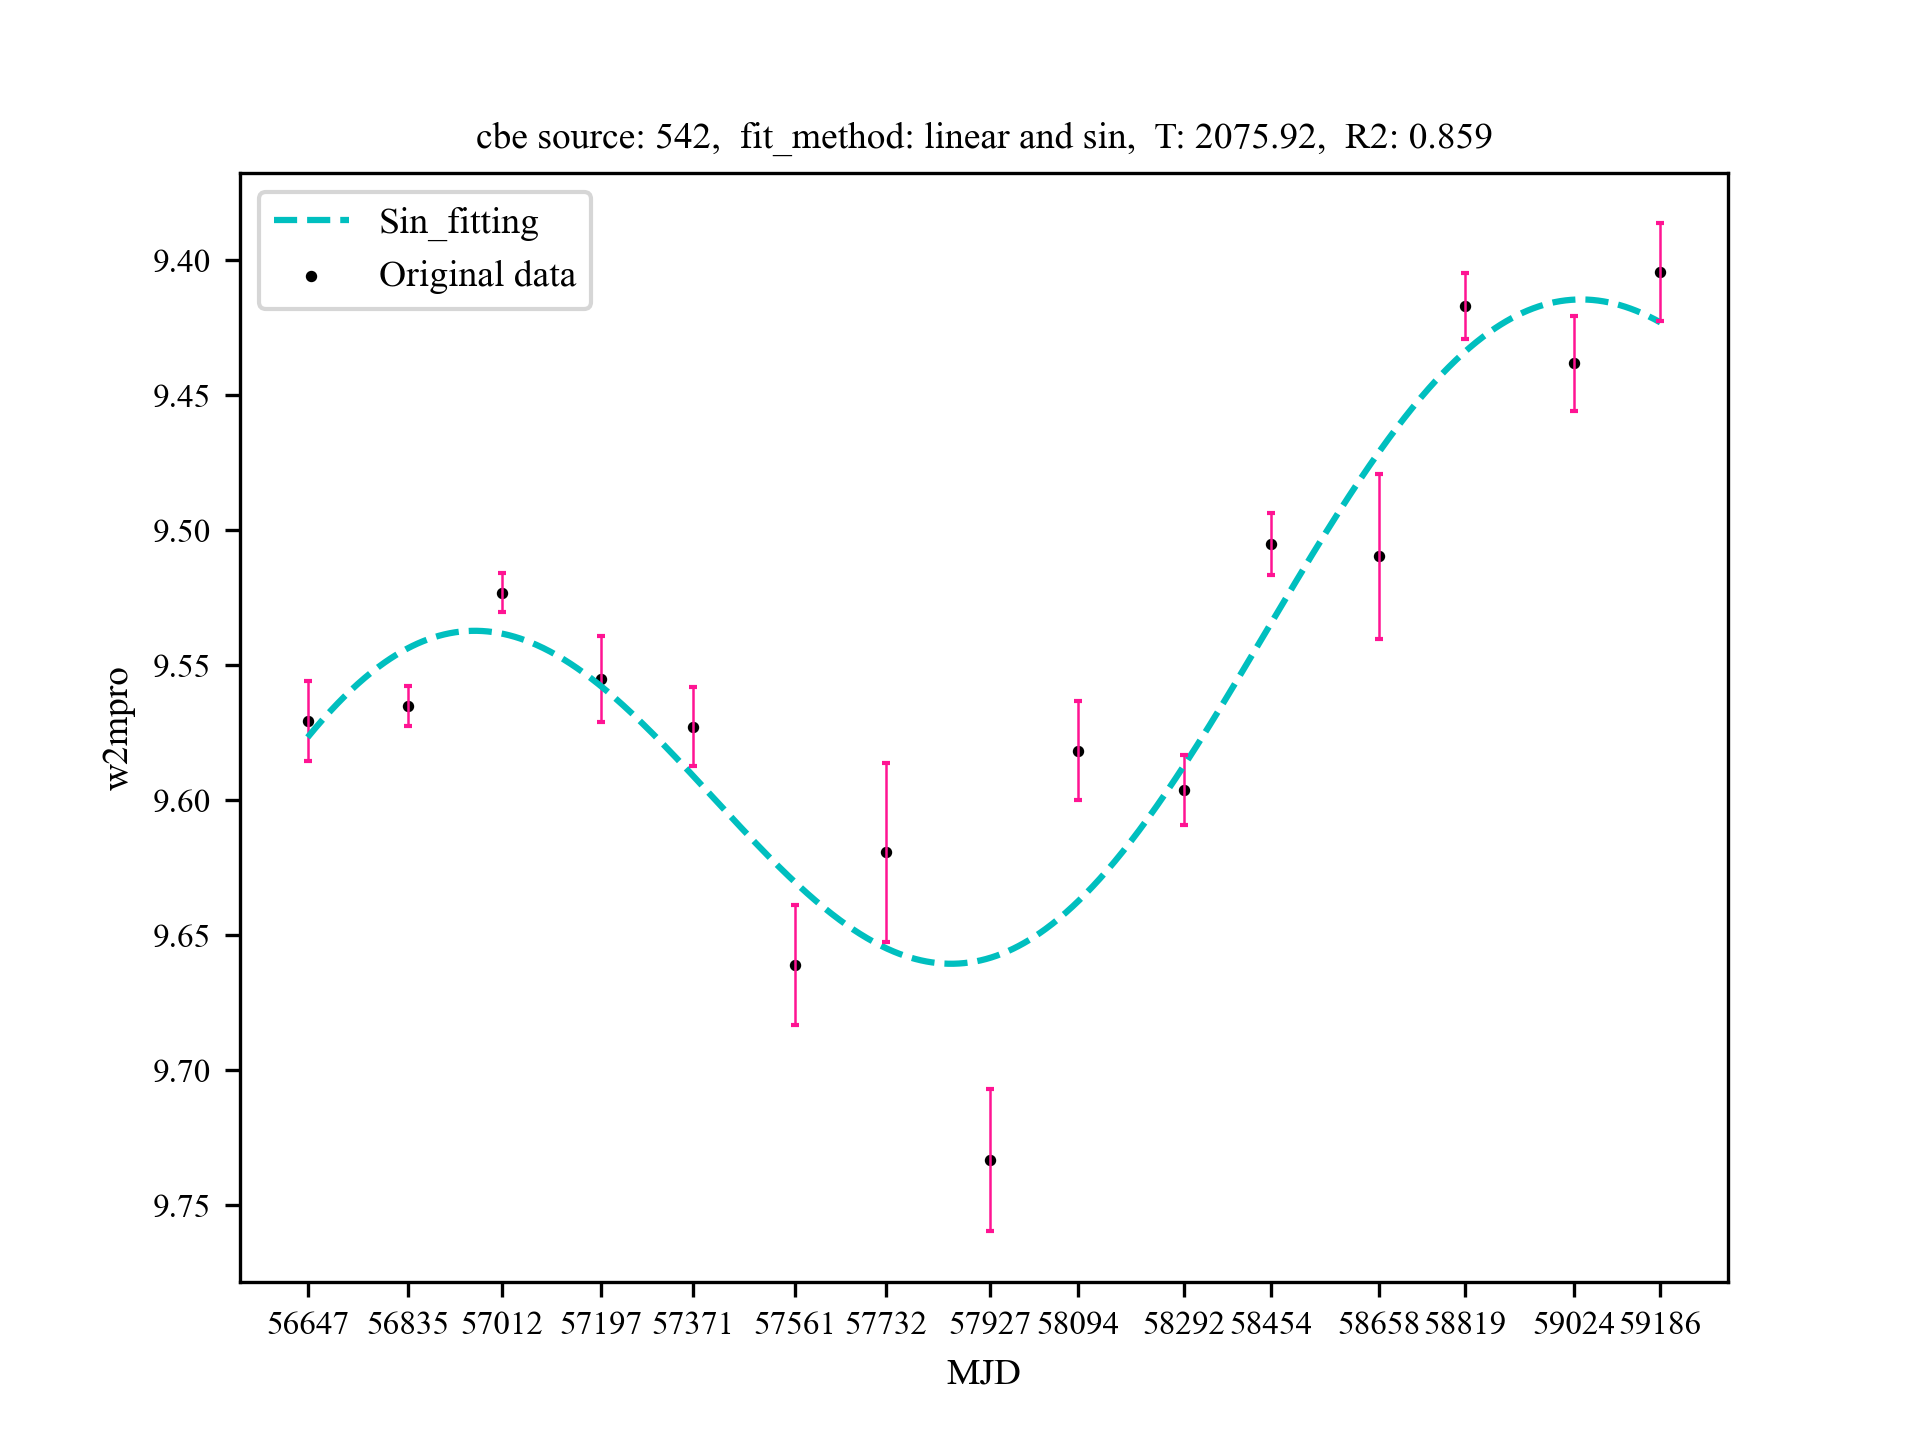 cbe source: 542,  fit_method: linear and sin,  T: 2075.92,  R2: 0.859
Sin_fitting
Original data
9.40
9.45
9.50
9.55
9.60
9.65
9.70
9.75
w2mpro
56647 56835 57012 57197 57371 57561 57732 57927 58094 58292 58454 58658 58819 59024 59186
MJD